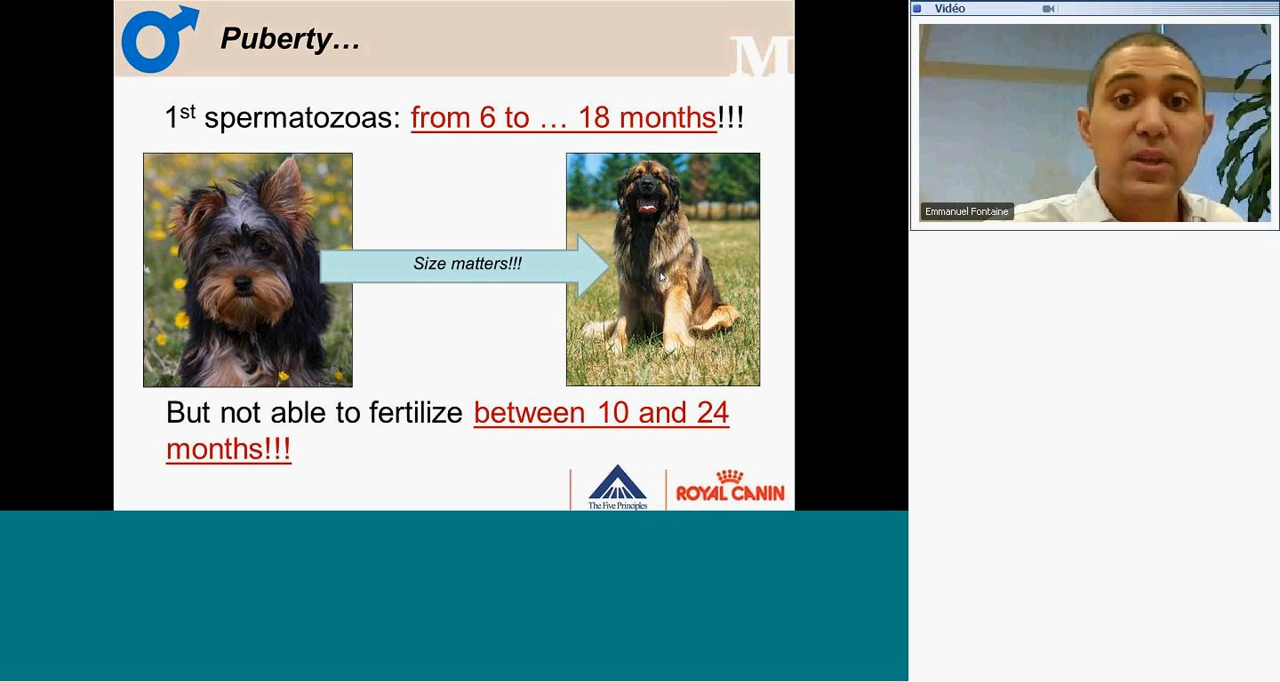 Puberty…
M
1st spermatozoas: from 6 to … 18 months!!!
Size matters!!!
But not able to fertilize between 10 and 24
months!!!
The Five Principles
ROYAL CANIN
Vidéo
Emmanuel Fontaine